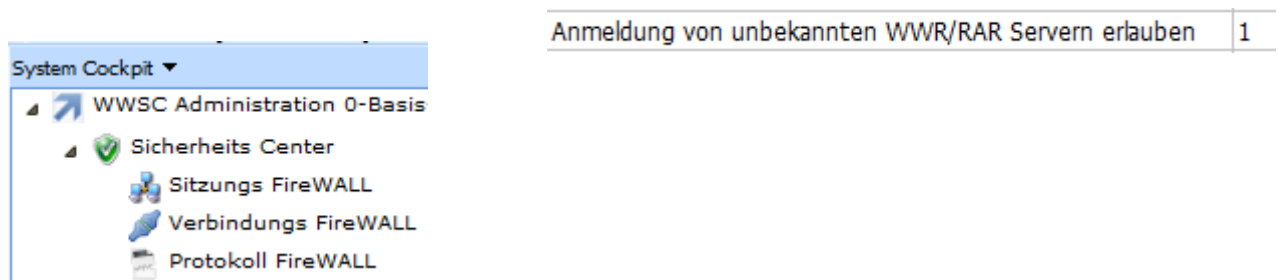 Anmeldung von unbekannten WWR/RAR Servern erlauben 1
System Cockpit
WWSC Administration 0-Basis
Sicherheits Center
Sitzungs FireWALL
Verbindungs FireWALL
Protokoll FireWALL